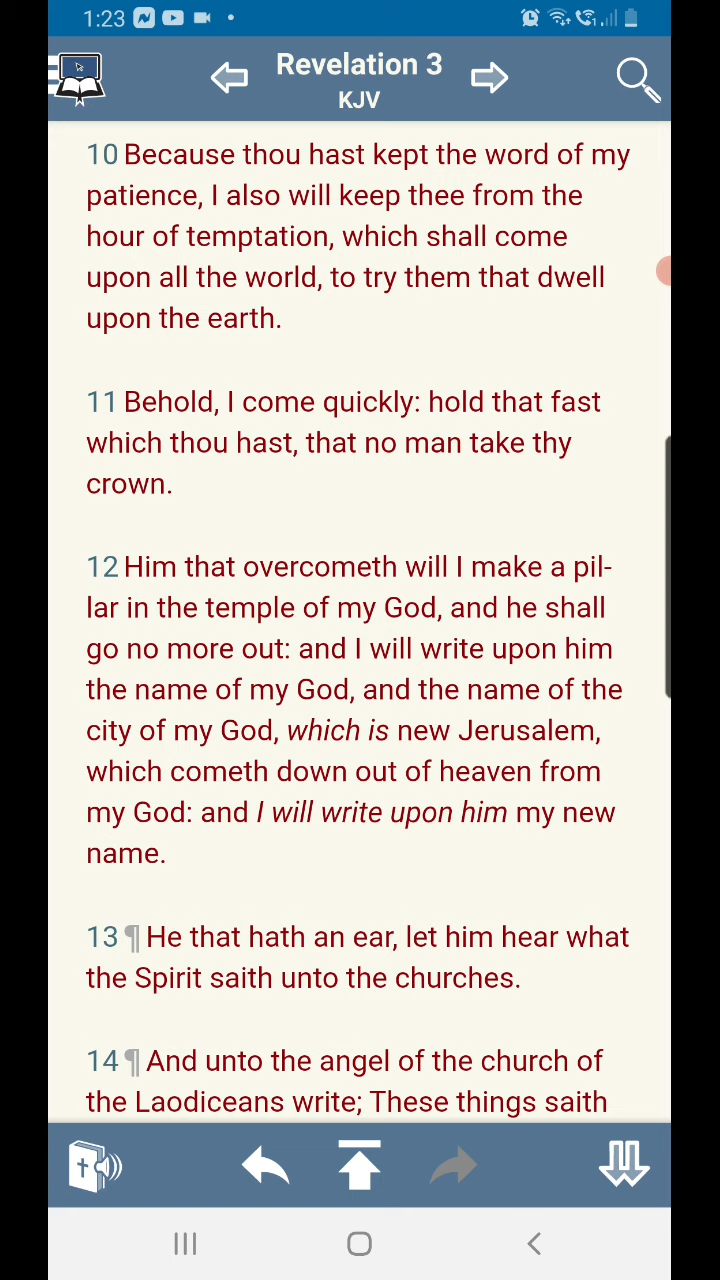 1:23
Revelation 3
KJV
10 Because thou hast kept the word of my
patience, I also will keep thee from the
hour of temptation, which shall come
upon all the world, to try them that dwell
upon the earth.
11 Behold, I come quickly: hold that fast
which thou hast, that no man take thy
crown.
12 Him that overcometh will I make a pil-
lar in the temple of my God, and he shall
go no more out: and I will write upon him
the name of my God, and the name of the
city of my God, which is new Jerusalem,
which cometh down out of heaven from
my God: and I will write upon him my new
name.
13 ¶ He that hath an ear, let him hear what
the Spirit saith unto the churches.
14 ¶ And unto the angel of the church of
the Laodiceans write; These things saith